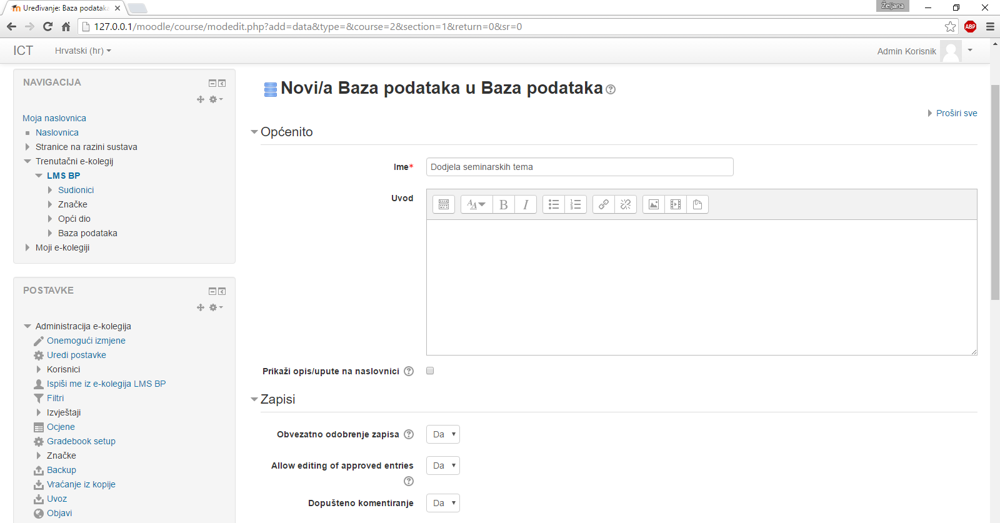 Uređivanje: Baza podataka
Željana
127.0.0.1/moodle/course/modedit.php?add=data&type=&course=2&section=1&return=0&sr=0
ABP
ICT
Hrvatski (hr)
Admin Korisnik
NAVIGACIJA
Moja naslovnica
Naslovnica
Stranice na razini sustava
Trenutačni e-kolegij
LMS BP
Sudionici
Značke
Opći dio
Baza podataka
Moji e-kolegiji
POSTAVKE
Administracija e-kolegija
Onemogući izmjene
Uredi postavke
Korisnici
Ispiši me iz e-kolegija LMS BP
Filtri
Izvještaji
Ocjene
Gradebook setup
Značke
Backup
Vraćanje iz kopije
Uvoz
Objavi
Novi/a Baza podataka u Baza podataka
Proširi sve
Općenito
Ime* Dodjela seminarskih tema
Uvod
Prikaži opis/upute na naslovnici
Zapisi
Obvezatno odobrenje zapisa Da
Allow editing of approved entries Da
Dopušteno komentiranje Da